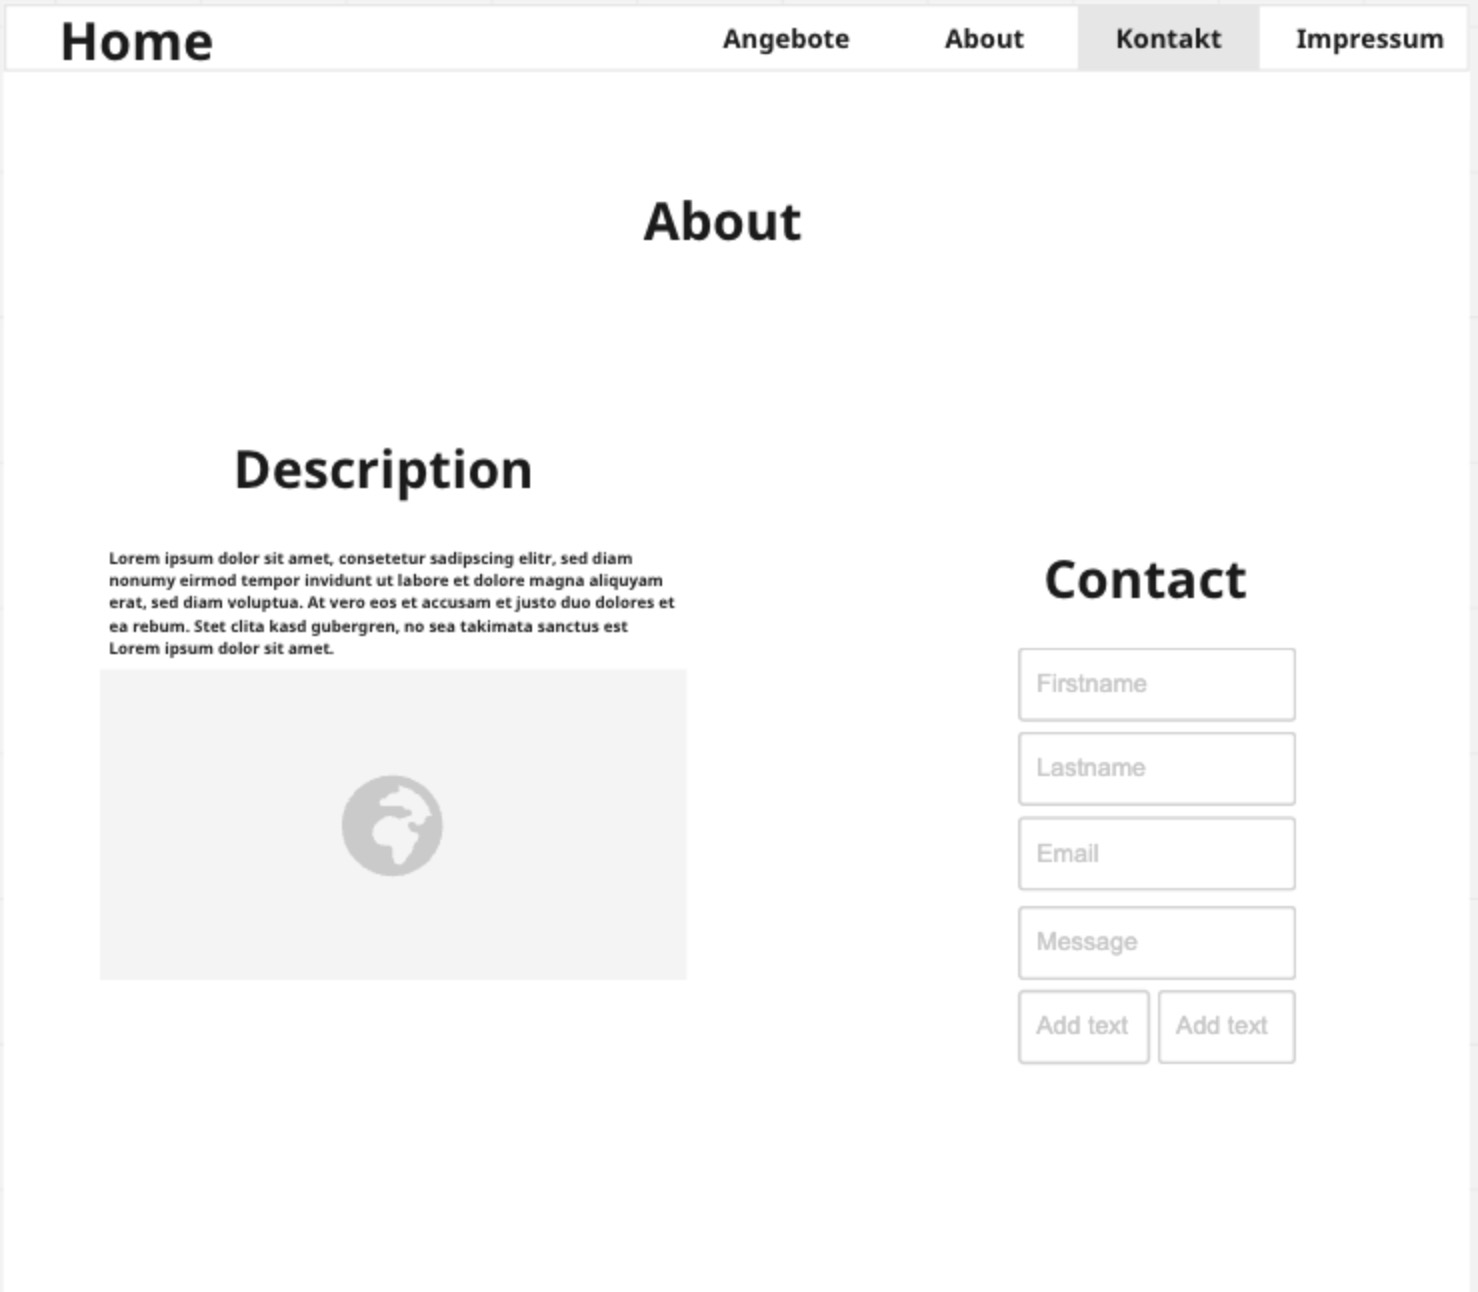 Home
Angebote
About
Kontakt
Impressum
About
Description
Lorem ipsum dolor sit amet, consetetur sadipscing elitr, sed diam
nonumy eirmod tempor invidunt ut labore et dolore magna aliquyam
erat, sed diam voluptua. At vero eos et accusam et justo duo dolores et
ea rebum. Stet clita kasd gubergren, no sea takimata sanctus est
Lorem ipsum dolor sit amet.
Contact
Firstname
Lastname
Email
Message
Add text
Add text